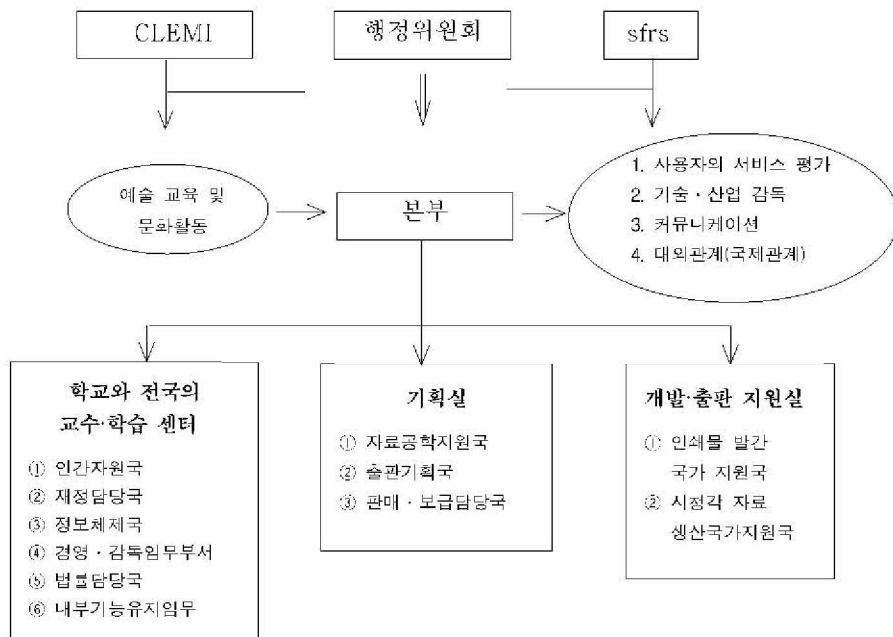 CLEMI
행정위원회
sfrs
예술 교육 및
문화활동
본부
1. 사용자의 서비스 평가
2. 기술·산업 감독
3. 커뮤니케이션
4. 대외관계(국제관계)
학교와 전국의
교수·학습 센터
① 인간자원국
② 재정담당국
③ 정보체제국
④ 경영·감독임무부서
⑤ 법률담당국
⑥ 내부기능유지임무
기획실
① 자료공학지원국
② 출판기획국
③ 판매·보급담당국
개발·출판 지원실
① 인쇄물 발간
국가 지원국
② 시청각 자료
생산국가지원국